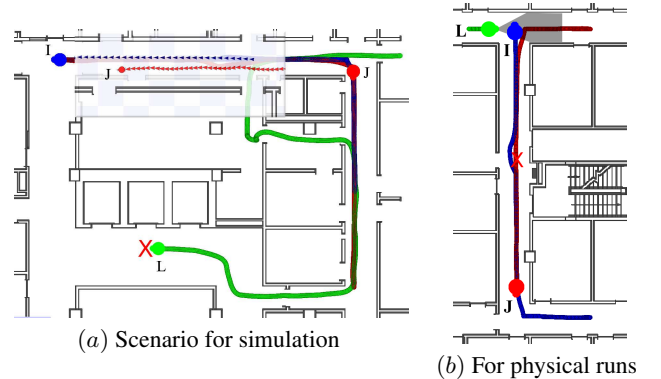 I
J
J
X
L
(a) Scenario for simulation
L
I
X
J
(b) For physical runs